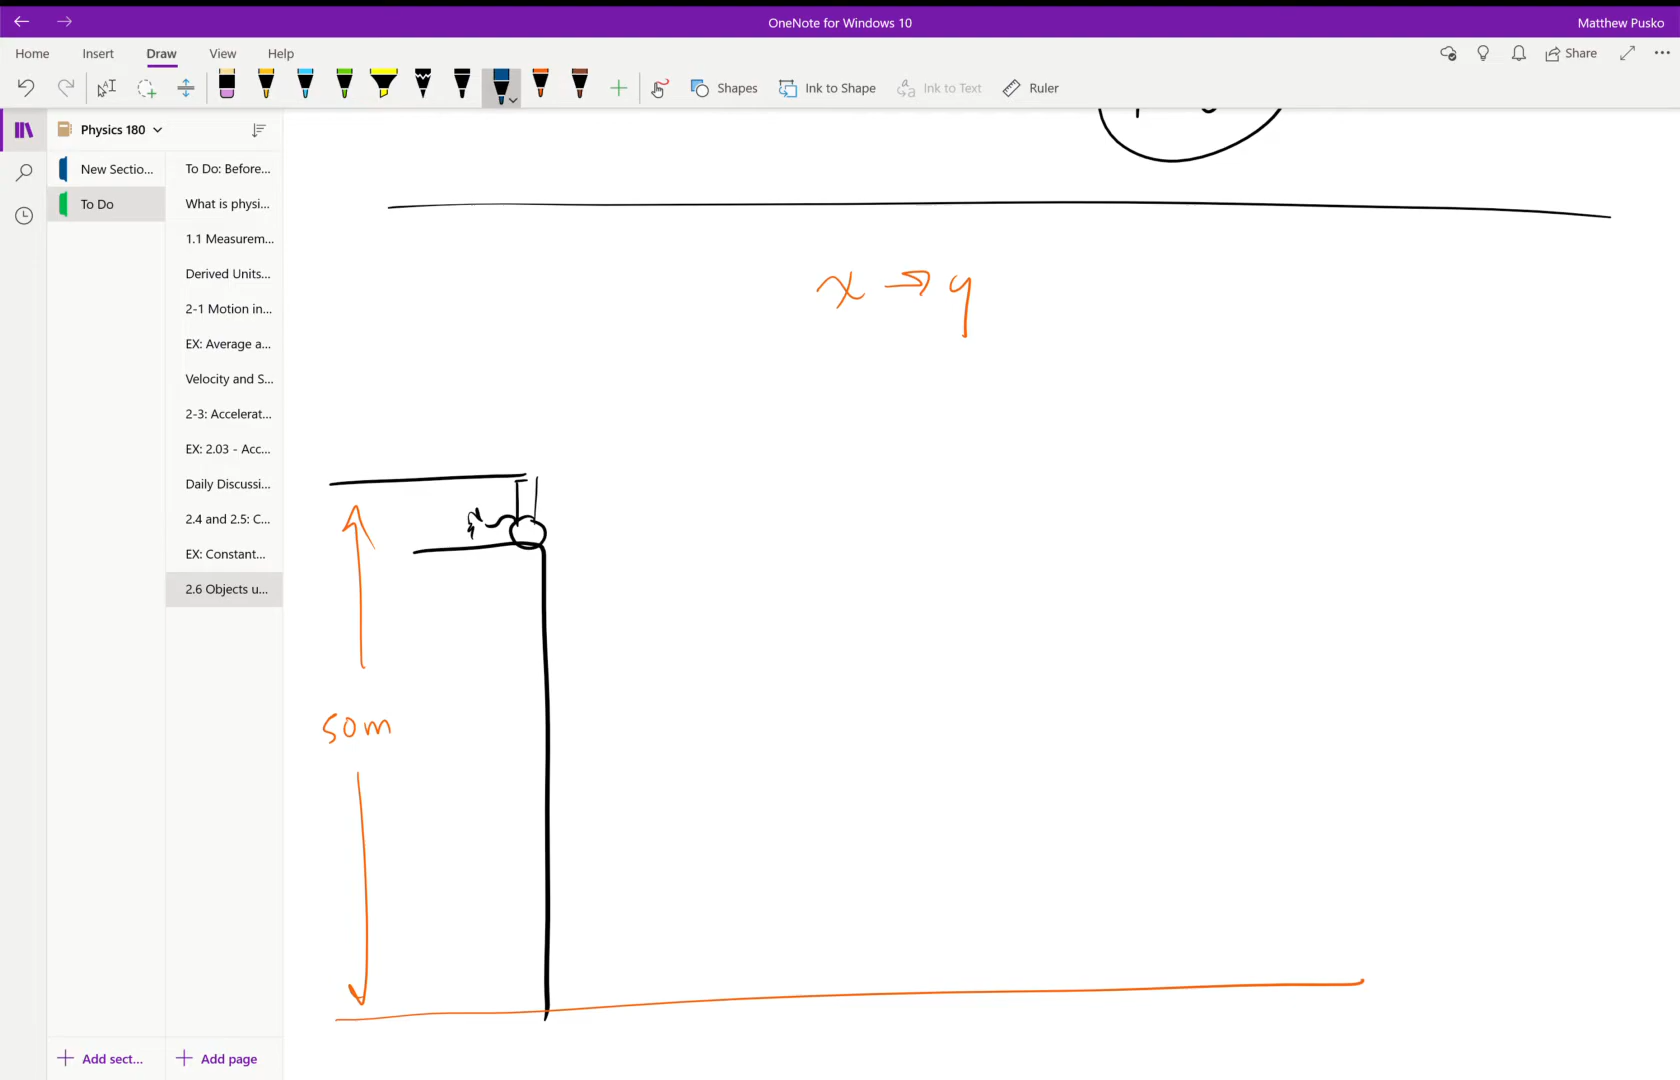 OneNote for Windows 10
Matthew Pusko
Home Insert Draw View Help
Share
Shapes
Ink to Shape
Ink to Text
Ruler
Physics 180
New Sectio...
To Do
To Do: Before...
What is physi...
1.1 Measurem...
Derived Units...
2-1 Motion in...
EX: Average a...
Velocity and S...
2-3: Accelerat...
EX: 2.03 - Acc...
Daily Discussi...
2.4 and 2.5: C...
EX: Constant...
2.6 Objects u...
x → y
50m
Add sect...
Add page